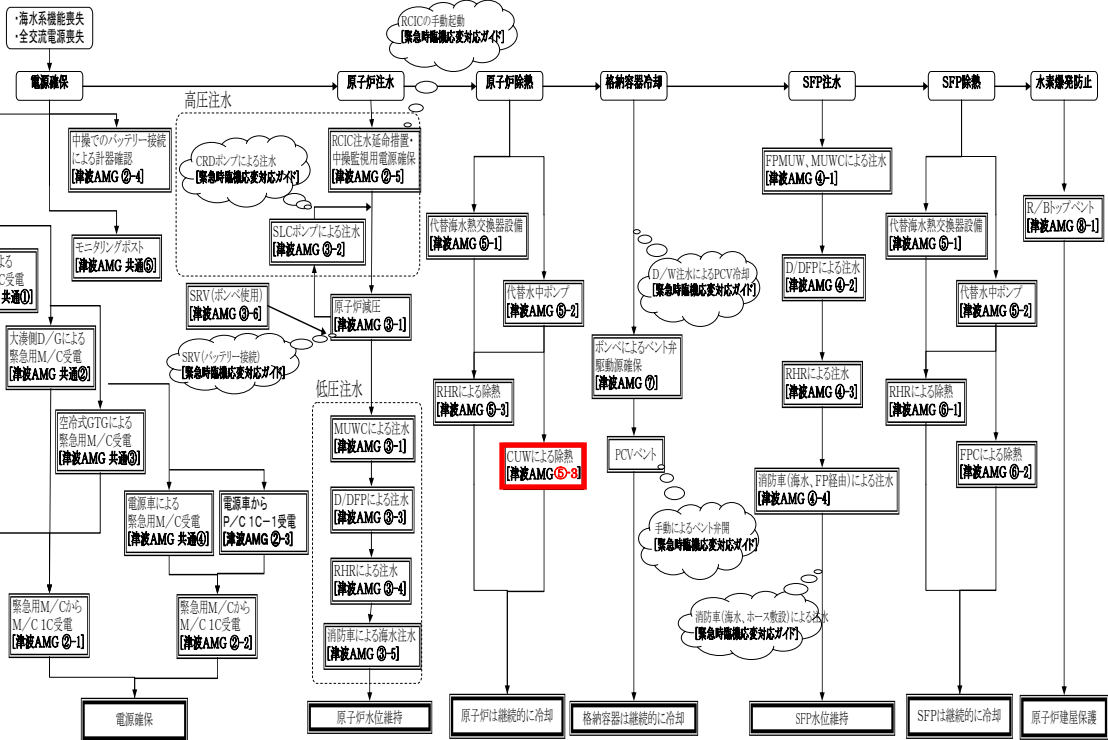 ・海水系機能喪失
・全交流電源喪失
RCICの手動起動
[緊急時臨機応変対応ガイド]
電源確保
原子炉注水
原子炉除熱
格納容器冷却
SFP注水
SFP除熱
水素爆発防止
高圧注水
中操でのバッテリー接続
による計器確認
[津波AMG ②-4]
CRDポンプによる注水
[緊急時臨機応変対応ガイド]
RCIC注水延命措置・
中操監視用電源確保
[津波AMG ②-5]
SLCポンプによる注水
[津波AMG ③-2]
モニタリングポスト
[津波AMG 共通⑤]
よる
C受電
共通①]
SRV(ボンベ使用)
[津波AMG ③-6]
原子炉減圧
[津波AMG ③-1]
SRV(バッテリー接続)
[緊急時臨機応変対応ガイド]
大湊側D/Gによる
緊急用M/C受電
[津波AMG 共通②]
空冷式GTGによる
緊急用M/C受電
[津波AMG 共通③]
電源車による
緊急用M/C受電
[津波AMG 共通④]
電源車から
P/C 1C-1受電
[津波AMG ②-3]
緊急用M/Cから
M/C 1C受電
[津波AMG ②-1]
緊急用M/Cから
M/C 1C受電
[津波AMG ②-2]
電源確保
低圧注水
MUWCによる注水
[津波AMG ③-1]
D/DFPによる注水
[津波AMG ③-3]
RHRによる注水
[津波AMG ③-4]
消防車による海水注水
[津波AMG ③-5]
原子炉水位維持
代替海水熱交換器設備
[津波AMG ⑤-1]
代替水中ポンプ
[津波AMG ⑤-2]
RHRによる除熱
[津波AMG ⑤-3]
CUWによる除熱
[津波AMG ⑤-3]
原子炉は継続的に冷却
D/W注水によるPCV冷却
[緊急時臨機応変対応ガイド]
ボンベによるベント弁
駆動源確保
[津波AMG ⑦]
PCVベント
手動によるベント弁開
[緊急時臨機応変対応ガイド]
格納容器は継続的に冷却
FPMUW、MUWCによる注水
[津波AMG ④-1]
D/DFPによる注水
[津波AMG ④-2]
RHRによる注水
[津波AMG ④-3]
消防車(海水、FP経由)による注水
[津波AMG ④-4]
消防車(海水、ホース敷設)による注水
[緊急時臨機応変対応ガイド]
SFP水位維持
代替海水熱交換器設備
[津波AMG ⑤-1]
代替水中ポンプ
[津波AMG ⑤-2]
RHRによる除熱
[津波AMG ⑥-1]
FPCによる除熱
[津波AMG ⑥-2]
SFPは継続的に冷却
R/Bトップベント
[津波AMG ⑧-1]
原子炉建屋保護